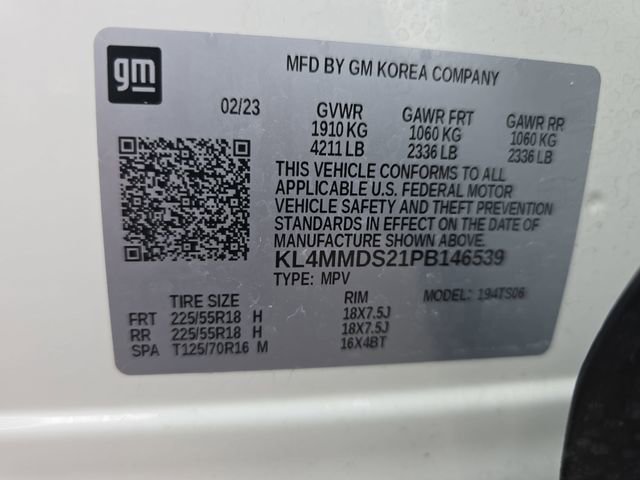 gm
MFD BY GM KOREA COMPANY
02/23 GVWR GAWR FRT GAWR RR
1910 KG 1060 KG 1060 KG
4211 LB 2336 LB 2336 LB
THIS VEHICLE CONFORMS TO ALL
APPLICABLE U.S. FEDERAL MOTOR
VEHICLE SAFETY AND THEFT PREVENTION
STANDARDS IN EFFECT ON THE DATE OF
MANUFACTURE SHOWN ABOVE.
KL4MMDS21PB146539
TYPE: MPV MODEL: 194TS06
TIRE SIZE RIM
FRT 225/55R18 H 18X7.5J
RR 225/55R18 H 18X7.5J
SPA T125/70R16 M 16X4BT